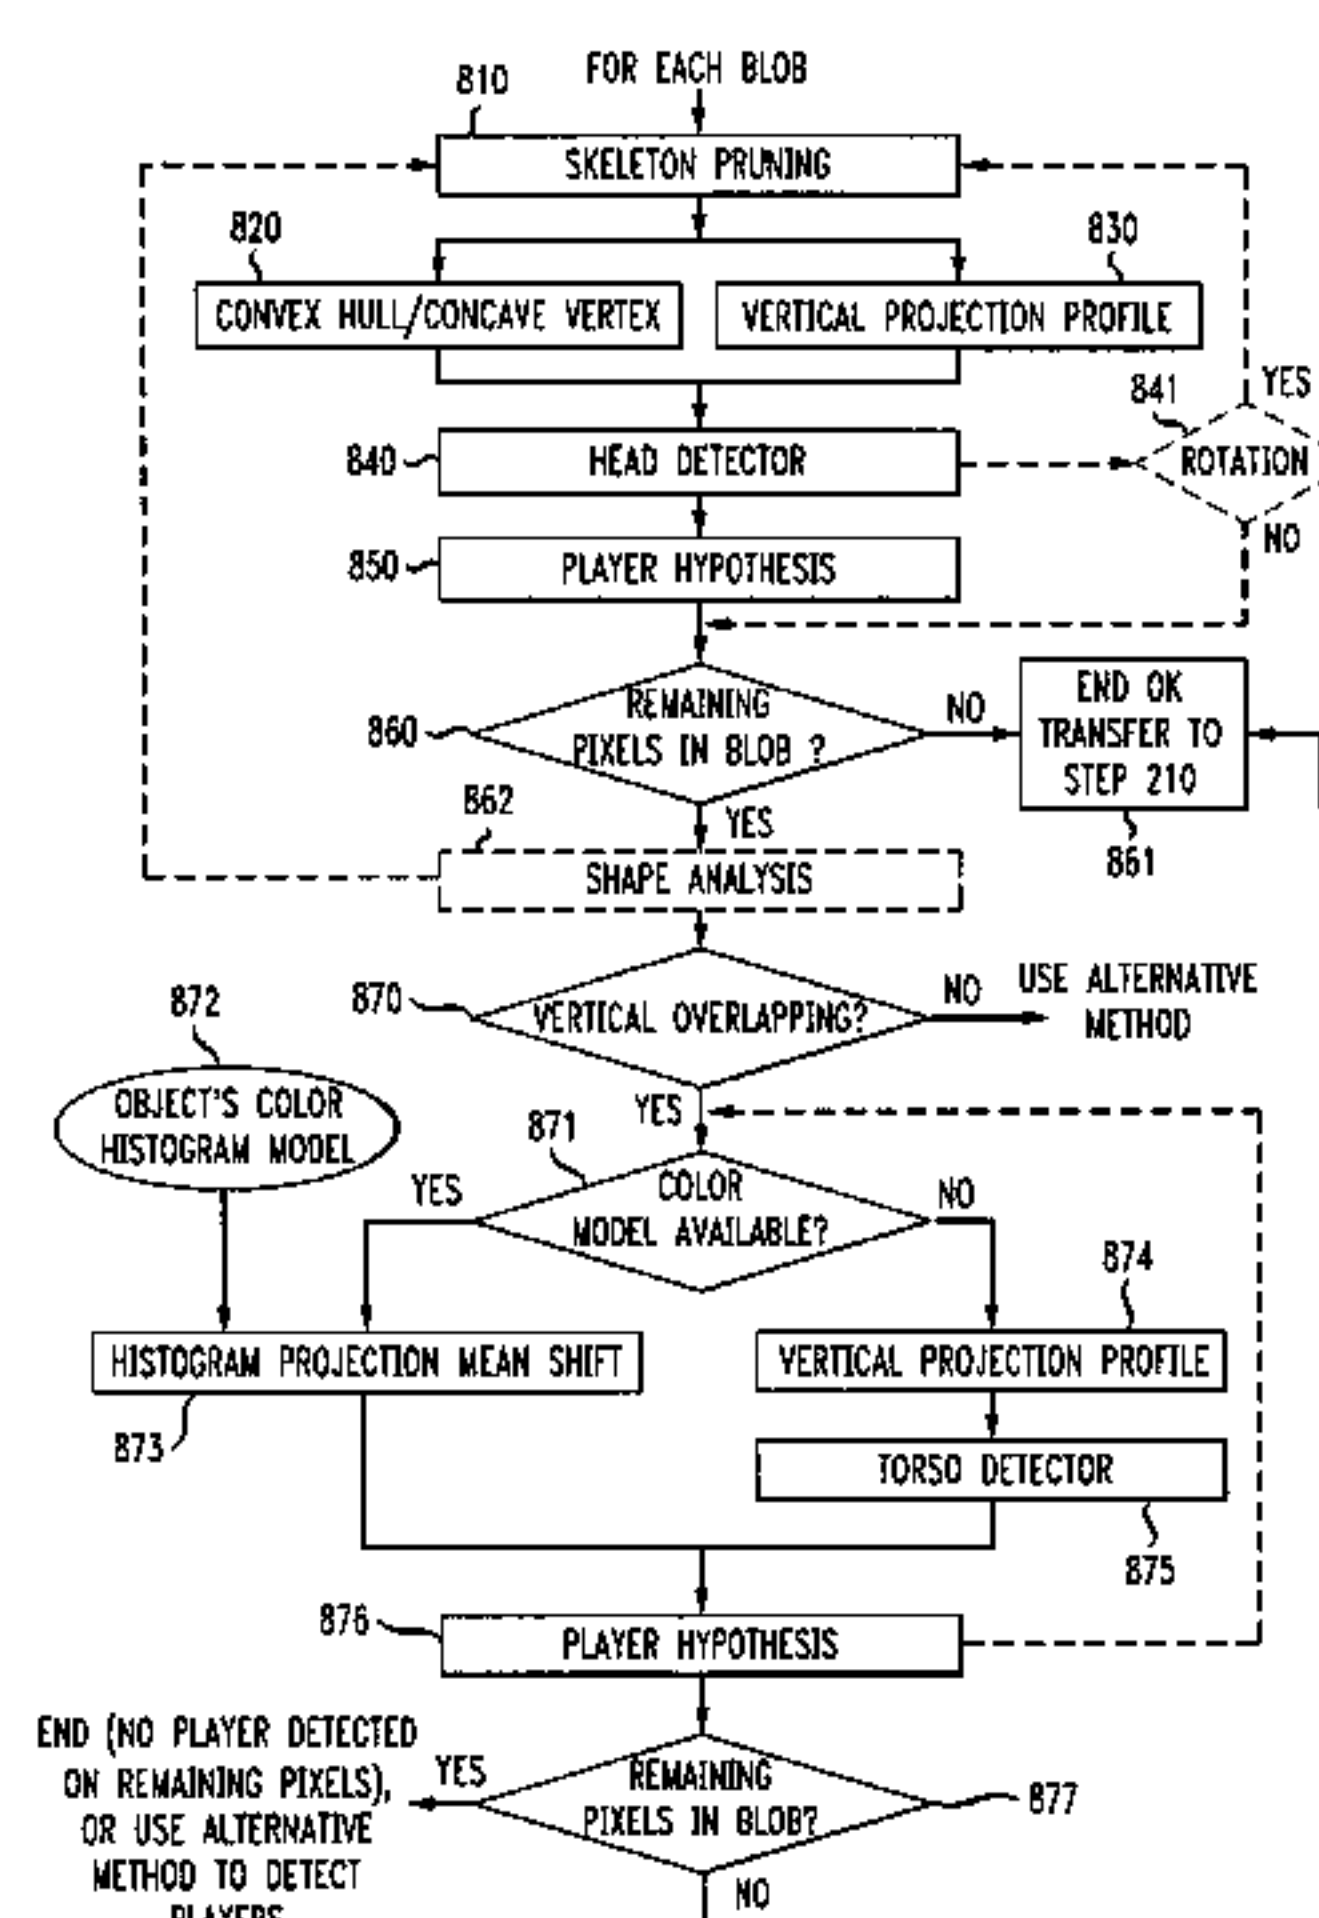 FOR EACH BLOB
810
SKELETON PRUNING
820
830
CONVEX HULL/CONCAVE VERTEX
VERTICAL PROJECTION PROFILE
841
YES
840
HEAD DETECTOR
ROTATION
850
PLAYER HYPOTHESIS
NO
860
REMAINING
PIXELS IN BLOB ?
NO
END OK
TRANSFER TO
STEP 210
861
862
YES
SHAPE ANALYSIS
870
VERTICAL OVERLAPPING?
NO
USE ALTERNATIVE
METHOD
872
OBJECT'S COLOR
HISTOGRAM MODEL
YES
871
COLOR
MODEL AVAILABLE?
YES
NO
874
HISTOGRAM PROJECTION MEAN SHIFT
VERTICAL PROJECTION PROFILE
873
TORSO DETECTOR
875
876
PLAYER HYPOTHESIS
END (NO PLAYER DETECTED
ON REMAINING PIXELS),
OR USE ALTERNATIVE
METHOD TO DETECT
PLAYERS
YES
REMAINING
PIXELS IN BLOB?
877
NO